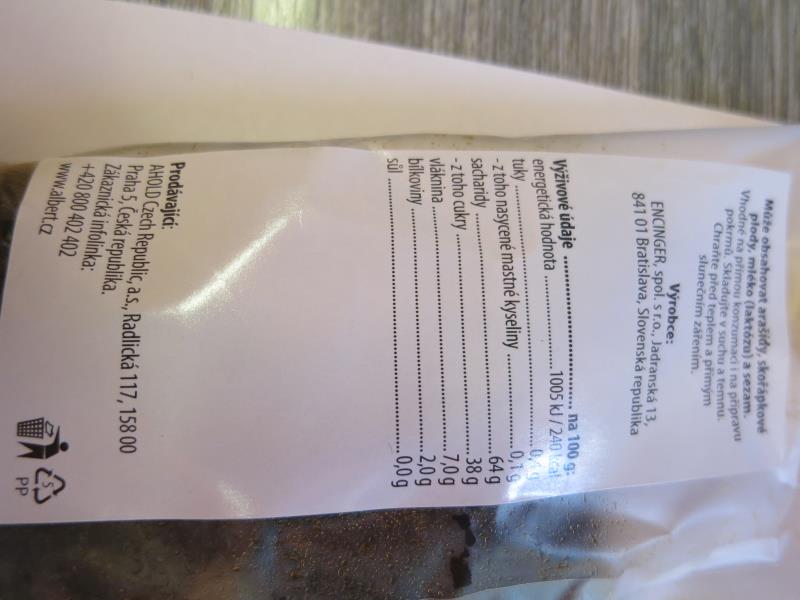 Může obsahovat arašídy, skořápkové
plody, mléko (laktózu) a sezam.
Vhodné na přímou konzumaci i na přípravu
pokrmů. Skladujte v suchu a temnu.
Chraňte před teplem a přímým
slunečním zářením.
Výrobce:
ENCINGER, spol. s r.o., Jadranská 13,
841 01 Bratislava, Slovenská republika
Výživové údaje ........................ na 100 g:
energetická hodnota .................. 1005 kJ / 240 kcal
tuky ........................
- z toho nasycené mastné kyseliny ........ 0,1 g
sacharidy ........................ 64 g
- z toho cukry ........................ 38 g
vláknina ........................ 7,0 g
bílkoviny ........................ 2,0 g
sůl ........................ 0,0 g
Prodávající:
AHOLD Czech Republic, a.s., Radlická 117, 158 00
Praha 5, Česká republika.
Zákaznická infolinka:
+420 800 402 402
www.albert.cz
5
PP